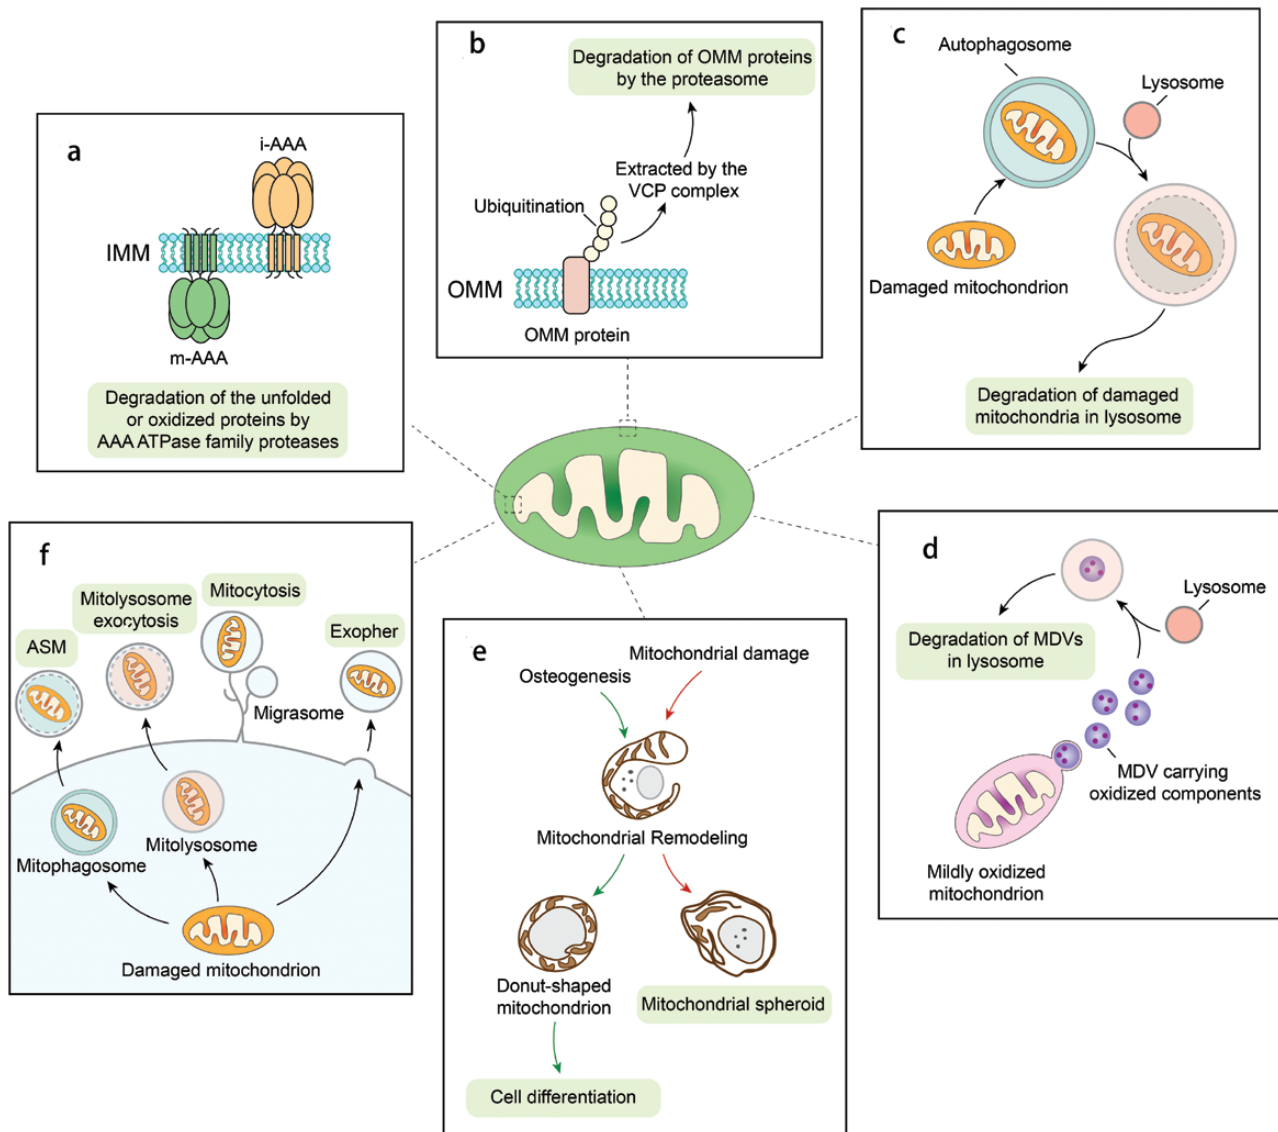 a
i-AAA
IMM
m-AAA
Degradation of the unfolded
or oxidized proteins by
AAA ATPase family proteases
b
Degradation of OMM proteins
by the proteasome
Extracted by the
VCP complex
Ubiquitination
OMM
OMM protein
c
Autophagosome
Lysosome
Damaged mitochondrion
Degradation of damaged
mitochondria in lysosome
d
Lysosome
Degradation of MDVs
in lysosome
MDV carrying
oxidized components
Mildly oxidized
mitochondrion
e
Mitochondrial damage
Osteogenesis
Mitochondrial Remodeling
Donut-shaped
mitochondrion
Mitochondrial spheroid
Cell differentiation
f
Mitocytosis
Mitolysosome
exocytosis
ASM
Exopher
Migrasome
Mitolysosome
Mitophagosome
Damaged mitochondrion